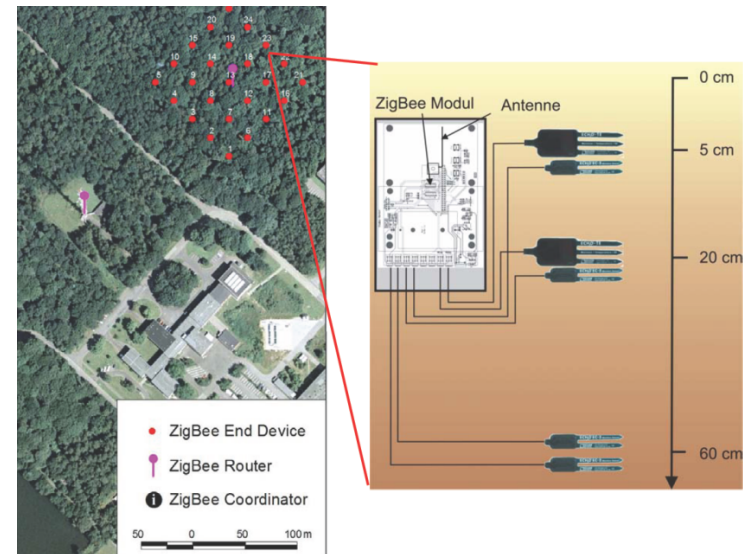 20 24
15 19 23
10 14 18 22
5 9 13 17 21
4 8 12 16
3 7 11
2 6
1
ZigBee End Device
ZigBee Router
ZigBee Coordinator
50 0 50 100 m
ZigBee Modul Antenne
0 cm
5 cm
20 cm
60 cm